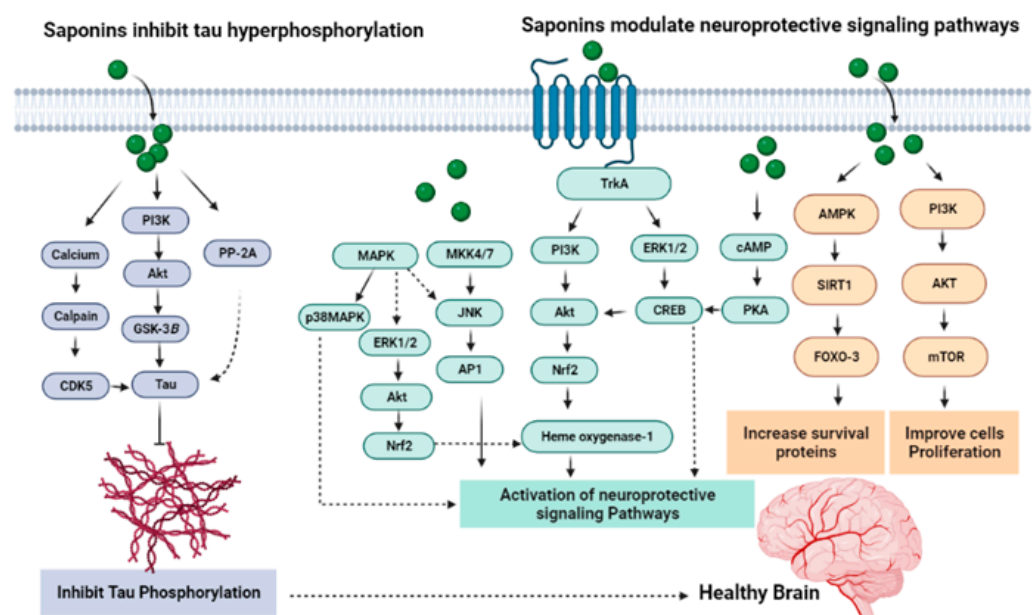 Saponins inhibit tau hyperphosphorylation
Saponins modulate neuroprotective signaling pathways
PI3K
Calcium
PP-2A
Akt
Calpain
GSK-3B
CDK5
Tau
Inhibit Tau Phosphorylation
TrkA
MAPK
MKK4/7
PI3K
ERK1/2
cAMP
p38MAPK
JNK
Akt
CREB
PKA
ERK1/2
AP1
Nrf2
Akt
Nrf2
Heme oxygenase-1
Activation of neuroprotective
signaling Pathways
AMPK
PI3K
SIRT1
AKT
FOXO-3
mTOR
Increase survival
proteins
Improve cells
Proliferation
Healthy Brain